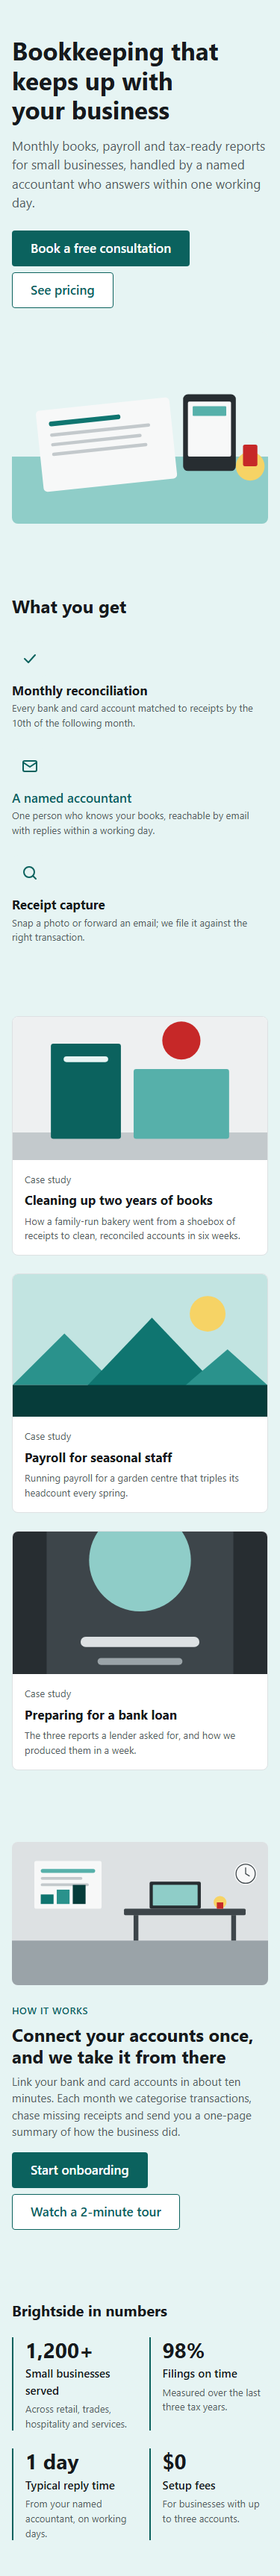 Bookkeeping that
keeps up with
your business
Monthly books, payroll and tax-ready reports
for small businesses, handled by a named
accountant who answers within one working
day.
Book a free consultation
See pricing
What you get
Monthly reconciliation
Every bank and card account matched to receipts by the
10th of the following month.
A named accountant
One person who knows your books, reachable by email
with replies within a working day.
Receipt capture
Snap a photo or forward an email; we file it against the
right transaction.
Case study
Cleaning up two years of books
How a family-run bakery went from a shoebox of
receipts to clean, reconciled accounts in six weeks.
Case study
Payroll for seasonal staff
Running payroll for a garden centre that triples its
headcount every spring.
Case study
Preparing for a bank loan
The three reports a lender asked for, and how we
produced them in a week.
HOW IT WORKS
Connect your accounts once,
and we take it from there
Link your bank and card accounts in about ten
minutes. Each month we categorise transactions,
chase missing receipts and send you a one-page
summary of how the business did.
Start onboarding
Watch a 2-minute tour
Brightside in numbers
1,200+
Small businesses
served
Across retail, trades,
hospitality and services.
98%
Filings on time
Measured over the last
three tax years.
1 day
Typical reply time
From your named
accountant, on working
days.
$0
Setup fees
For businesses with up
to three accounts.